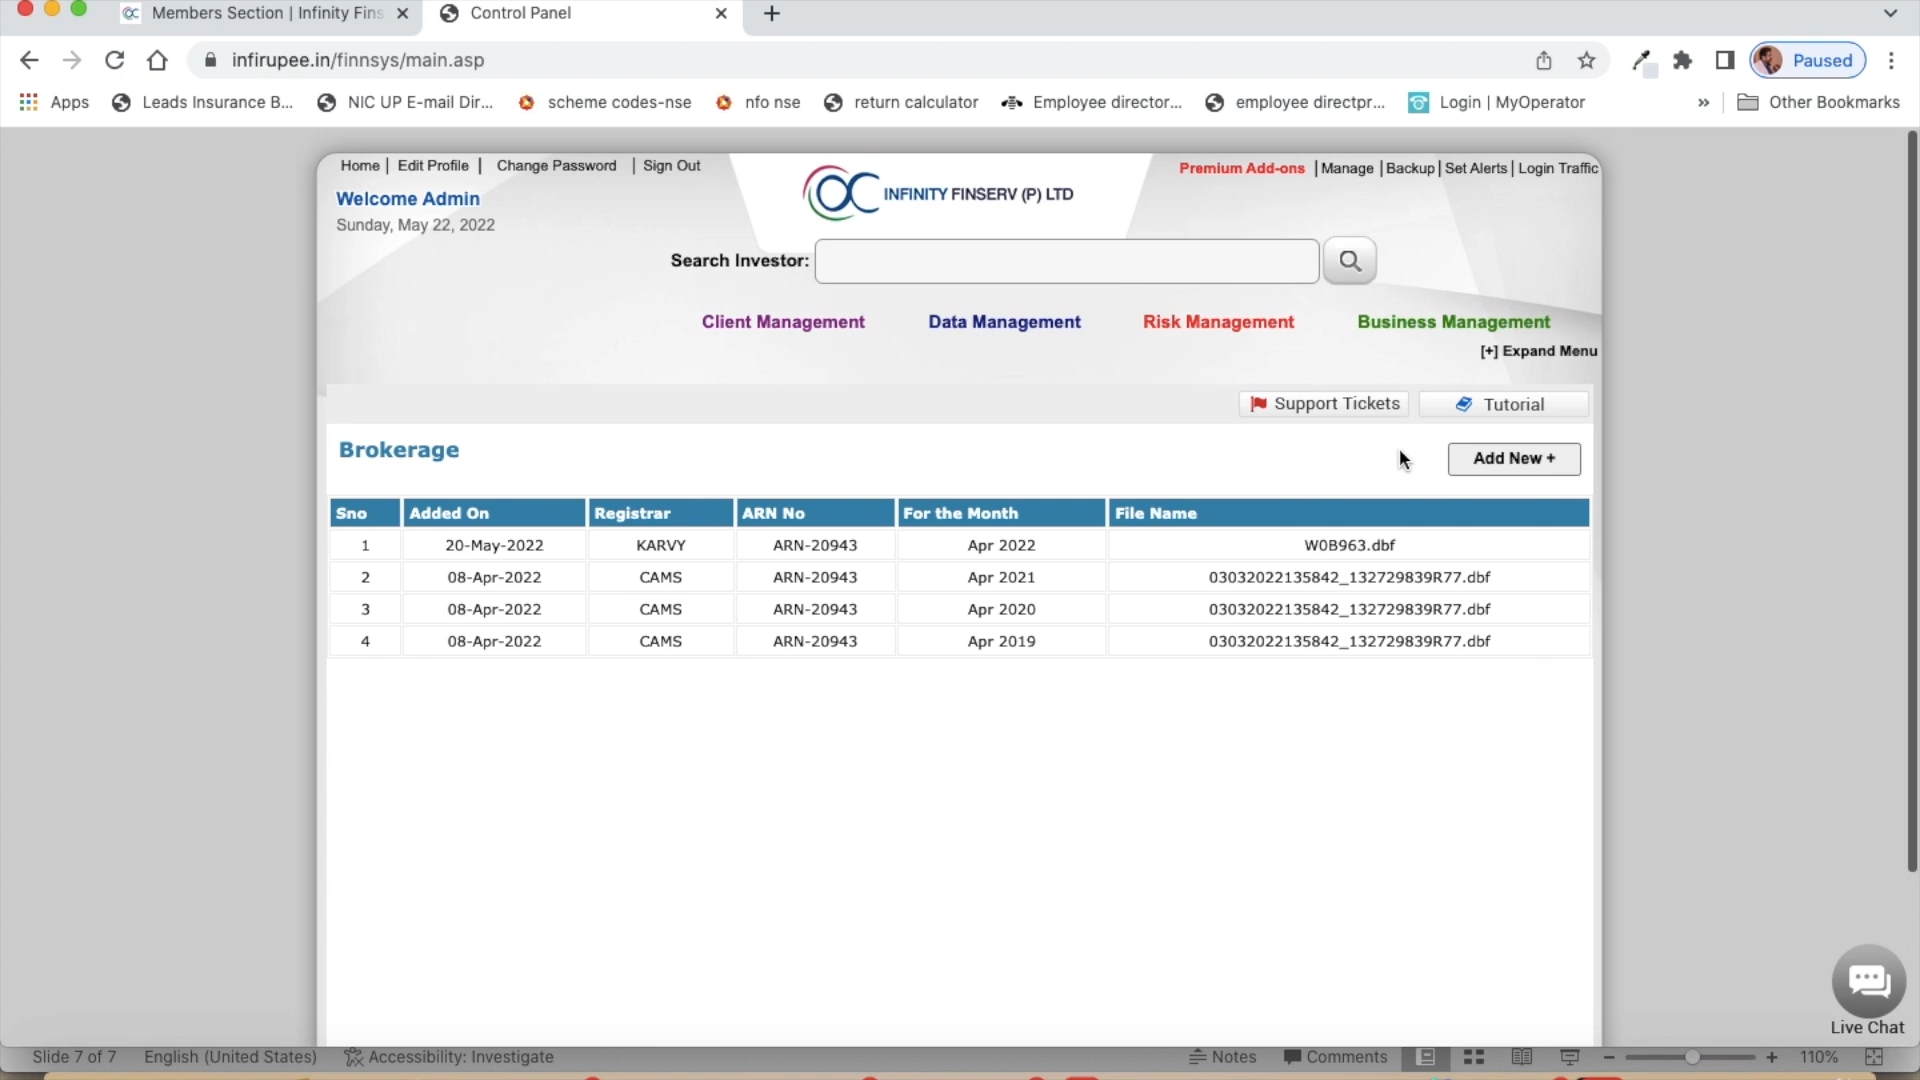 Members Section | Infinity Fins
Control Panel
infirupee.in/finnsys/main.asp
Paused
Apps
Leads Insurance B...
NIC UP E-mail Dir...
scheme codes-nse
nfo nse
return calculator
Employee director...
employee directpr...
Login | MyOperator
»
Other Bookmarks
Home | Edit Profile | Change Password | Sign Out
INFINITY FINSERV (P) LTD
Premium Add-ons | Manage | Backup | Set Alerts | Login Traffic
Welcome Admin
Sunday, May 22, 2022
Search Investor:
Client Management Data Management Risk Management Business Management
[+] Expand Menu
Support Tickets
Tutorial
Brokerage
Add New +
Sno Added On Registrar ARN No For the Month File Name
1 20-May-2022 KARVY ARN-20943 Apr 2022 W0B963.dbf
2 08-Apr-2022 CAMS ARN-20943 Apr 2021 03032022135842_132729839R77.dbf
3 08-Apr-2022 CAMS ARN-20943 Apr 2020 03032022135842_132729839R77.dbf
4 08-Apr-2022 CAMS ARN-20943 Apr 2019 03032022135842_132729839R77.dbf
Live Chat
Slide 7 of 7 English (United States) Accessibility: Investigate Notes Comments 110%